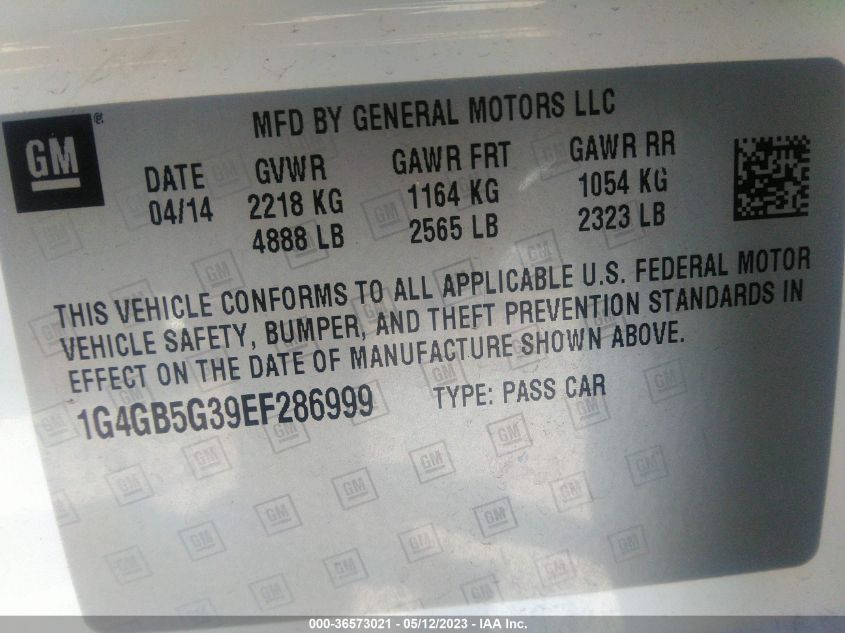 GM®
MFD BY GENERAL MOTORS LLC
DATE GVWR GAWR FRT GAWR RR
04/14 2218 KG 1164 KG 1054 KG
4888 LB 2565 LB 2323 LB
THIS VEHICLE CONFORMS TO ALL APPLICABLE U.S. FEDERAL MOTOR
VEHICLE SAFETY, BUMPER, AND THEFT PREVENTION STANDARDS IN
EFFECT ON THE DATE OF MANUFACTURE SHOWN ABOVE.
1G4GB5G39EF286999 TYPE: PASS CAR
000-36573021 - 05/12/2023 - IAA Inc.